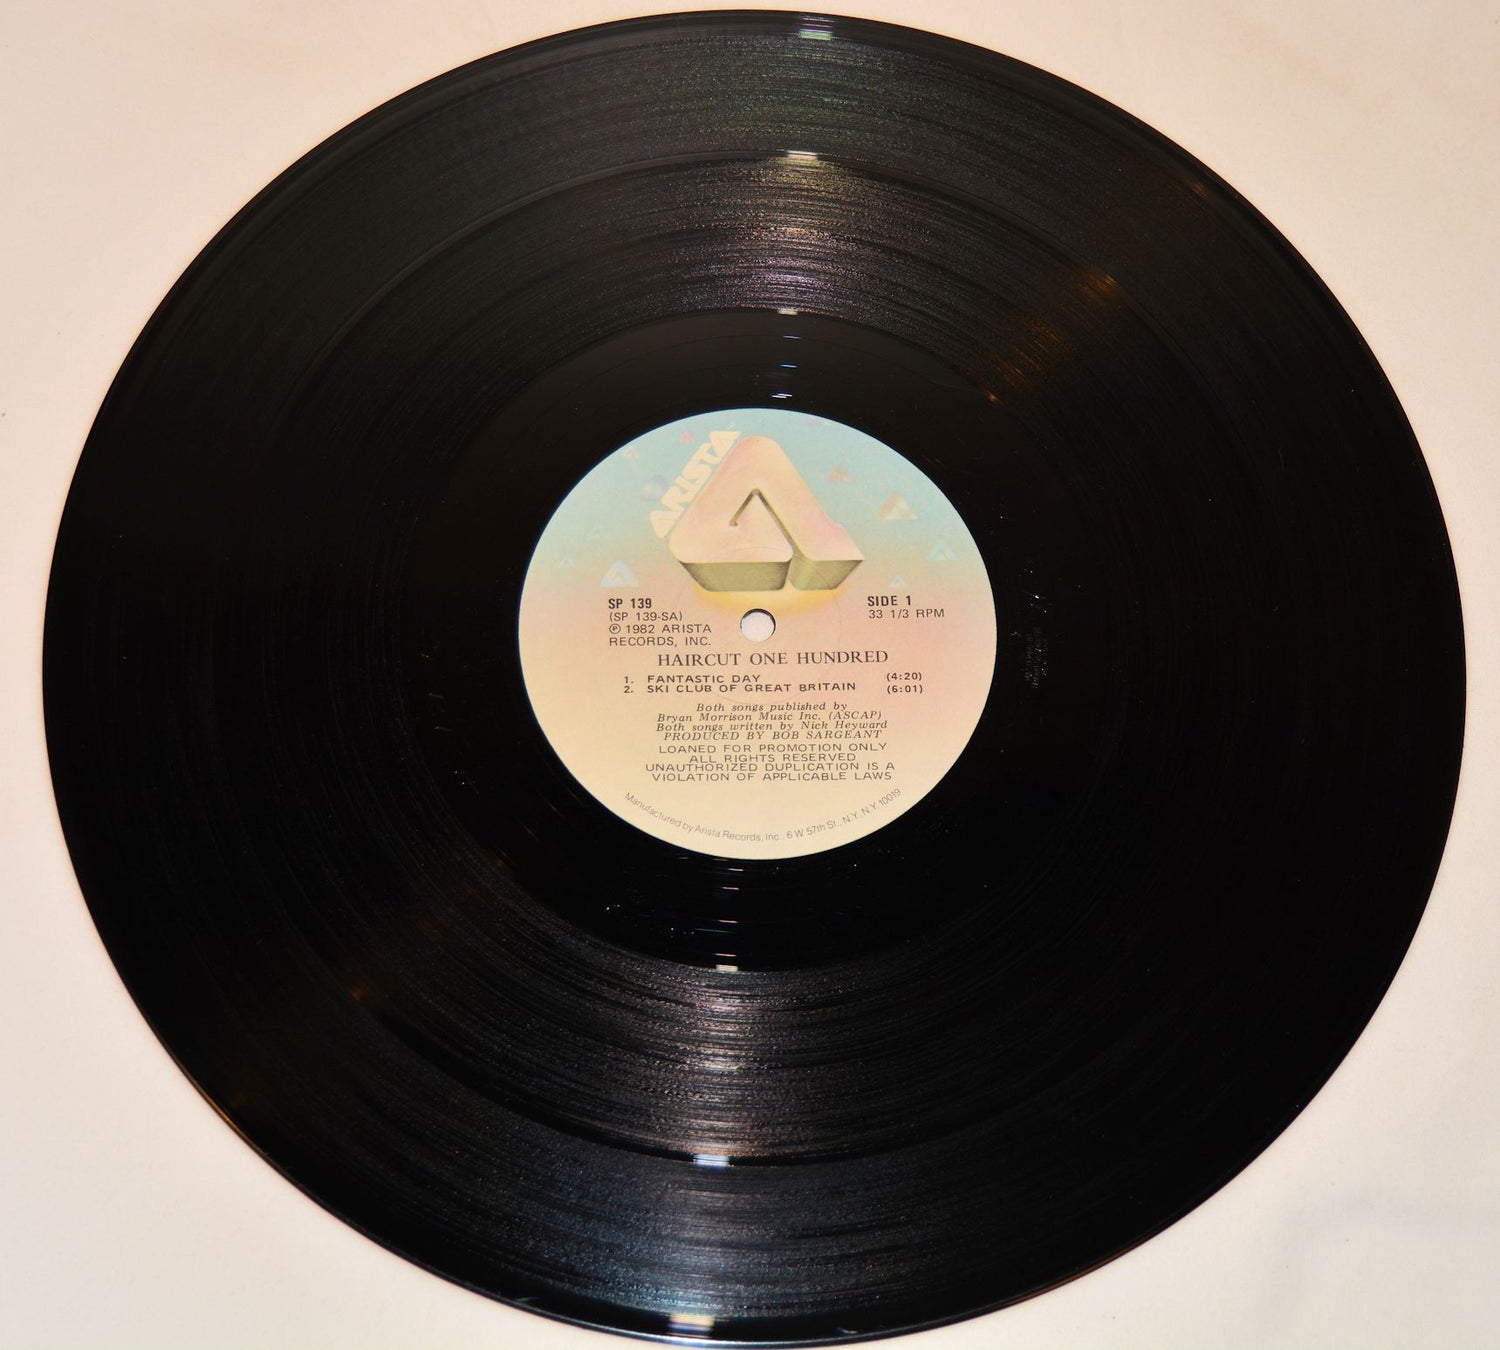 ARISTA
SP 139
(SP 139-SA)
℗ 1982 ARISTA
RECORDS, INC.
SIDE 1
33 1/3 RPM
HAIRCUT ONE HUNDRED
1. FANTASTIC DAY (4:20)
2. SKI CLUB OF GREAT BRITAIN (6:01)
Both songs published by
Bryan Morrison Music Inc. (ASCAP)
Both songs written by Nick Heyward
PRODUCED BY BOB SARGEANT
LOANED FOR PROMOTION ONLY
ALL RIGHTS RESERVED
UNAUTHORIZED DUPLICATION IS A
VIOLATION OF APPLICABLE LAWS
Manufactured by Arista Records, Inc., 6 W. 57th St., N.Y. N.Y. 10019